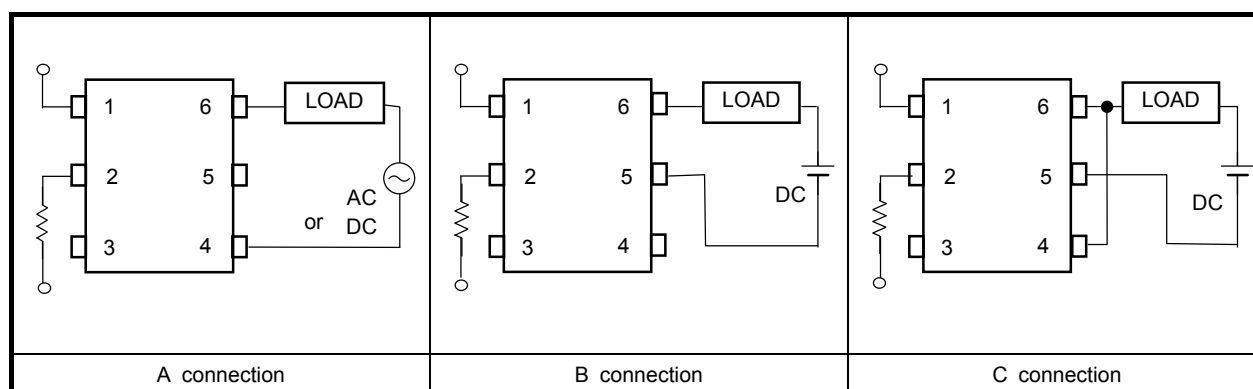 1 6 LOAD
2 5
AC
or DC
3 4
A connection
1 6 LOAD
2 5
DC
3 4
B connection
1 6 LOAD
2 5
DC
3 4
C connection